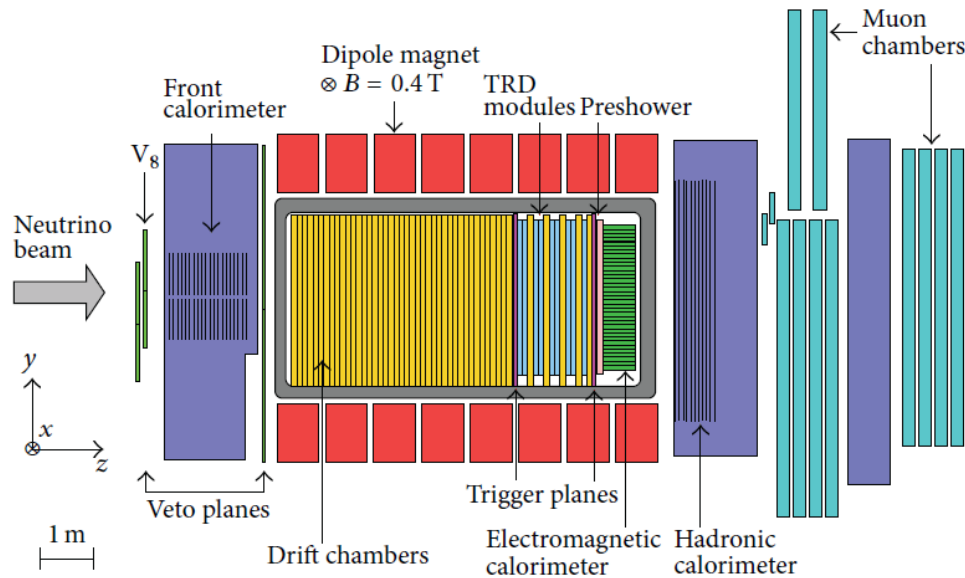 Dipole magnet
⊗ B = 0.4 T
Front
calorimeter
TRD
modules Preshower
Muon
chambers
V₈
Neutrino
beam
y
x
z
Veto planes
1 m
Drift chambers
Trigger planes
Electromagnetic
calorimeter
Hadronic
calorimeter